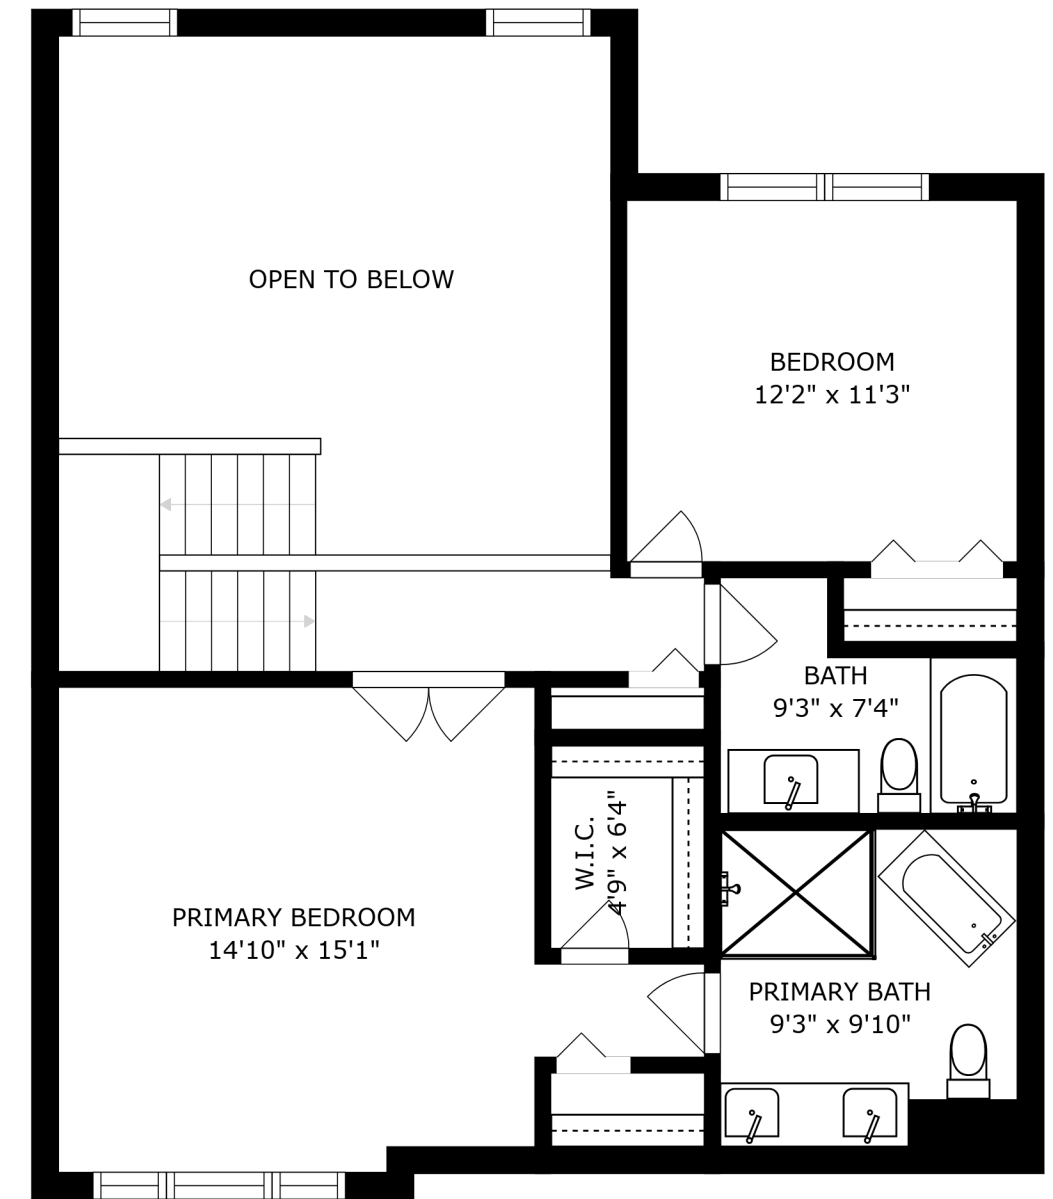 OPEN TO BELOW
BEDROOM
12'2" x 11'3"
BATH
9'3" x 7'4"
W.I.C.
4'9" x 6'4"
PRIMARY BEDROOM
14'10" x 15'1"
PRIMARY BATH
9'3" x 9'10"